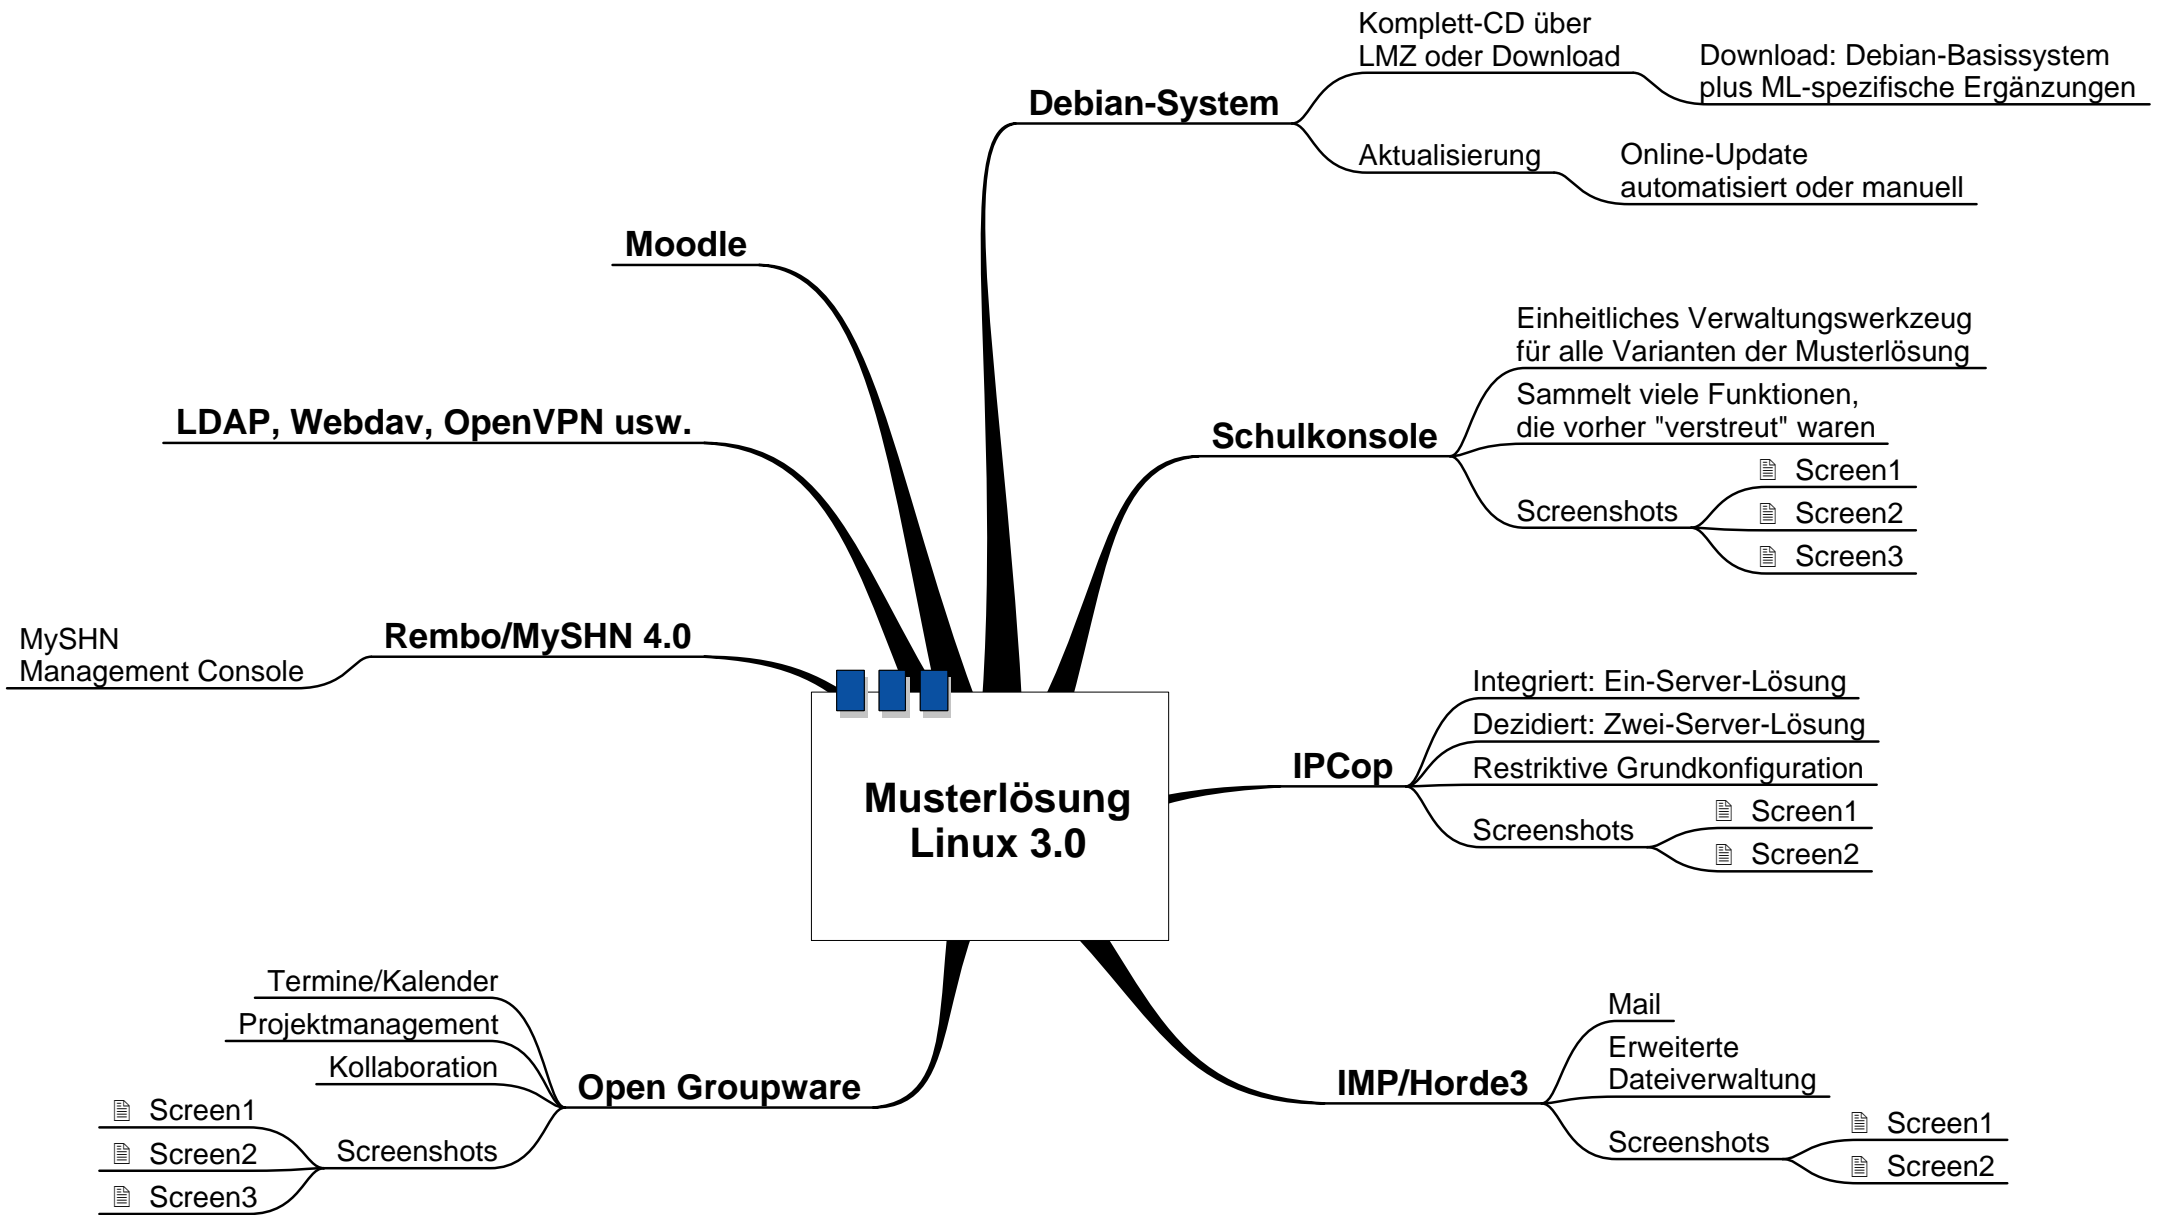 Musterlösung
Linux 3.0
Debian-System
Komplett-CD über
LMZ oder Download
Download: Debian-Basissystem
plus ML-spezifische Ergänzungen
Aktualisierung
Online-Update
automatisiert oder manuell
Schulkonsole
Einheitliches Verwaltungswerkzeug
für alle Varianten der Musterlösung
Sammelt viele Funktionen,
die vorher "verstreut" waren
Screenshots
Screen1
Screen2
Screen3
IPCop
Integriert: Ein-Server-Lösung
Dezidiert: Zwei-Server-Lösung
Restriktive Grundkonfiguration
Screenshots
Screen1
Screen2
IMP/Horde3
Mail
Erweiterte
Dateiverwaltung
Screenshots
Screen1
Screen2
Open Groupware
Termine/Kalender
Projektmanagement
Kollaboration
Screenshots
Screen1
Screen2
Screen3
Rembo/MySHN 4.0
MySHN
Management Console
LDAP, Webdav, OpenVPN usw.
Moodle